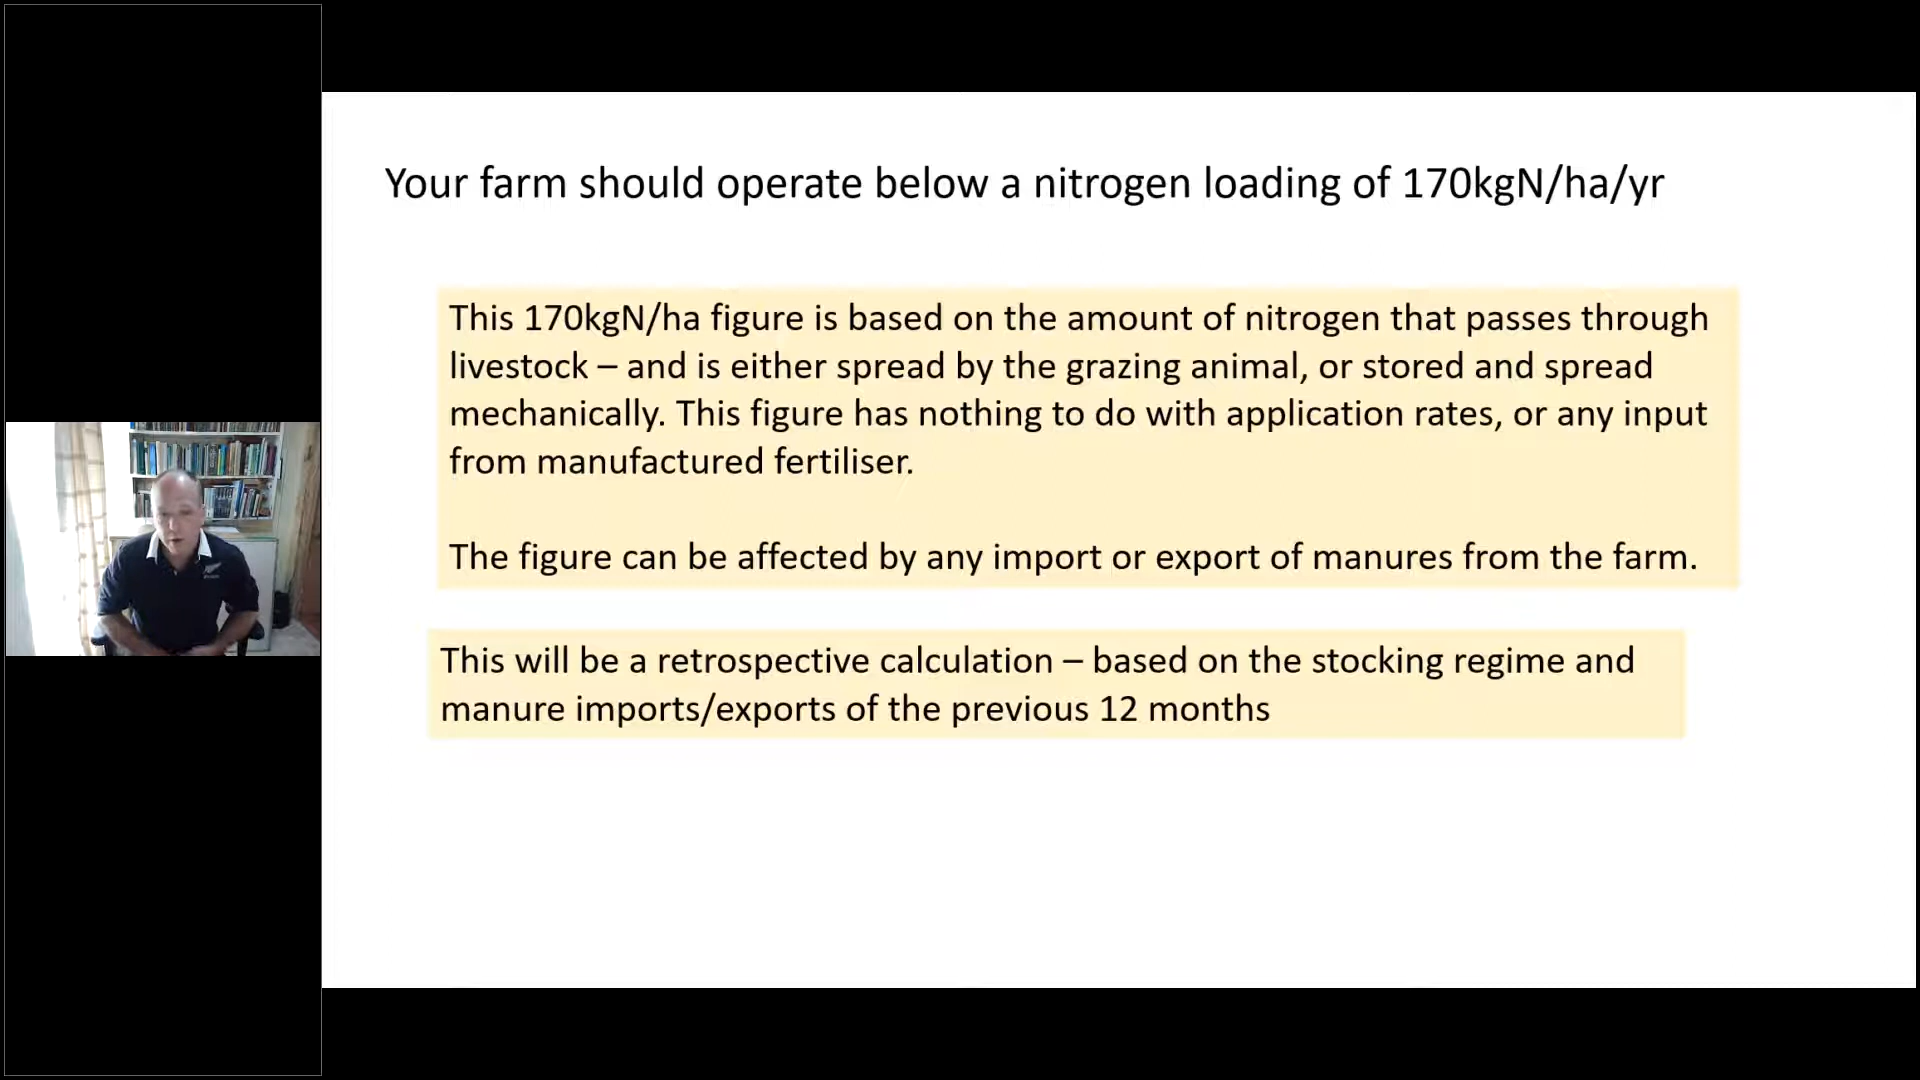 Your farm should operate below a nitrogen loading of 170kgN/ha/yr
This 170kgN/ha figure is based on the amount of nitrogen that passes through
livestock – and is either spread by the grazing animal, or stored and spread
mechanically. This figure has nothing to do with application rates, or any input
from manufactured fertiliser.
The figure can be affected by any import or export of manures from the farm.
This will be a retrospective calculation – based on the stocking regime and
manure imports/exports of the previous 12 months